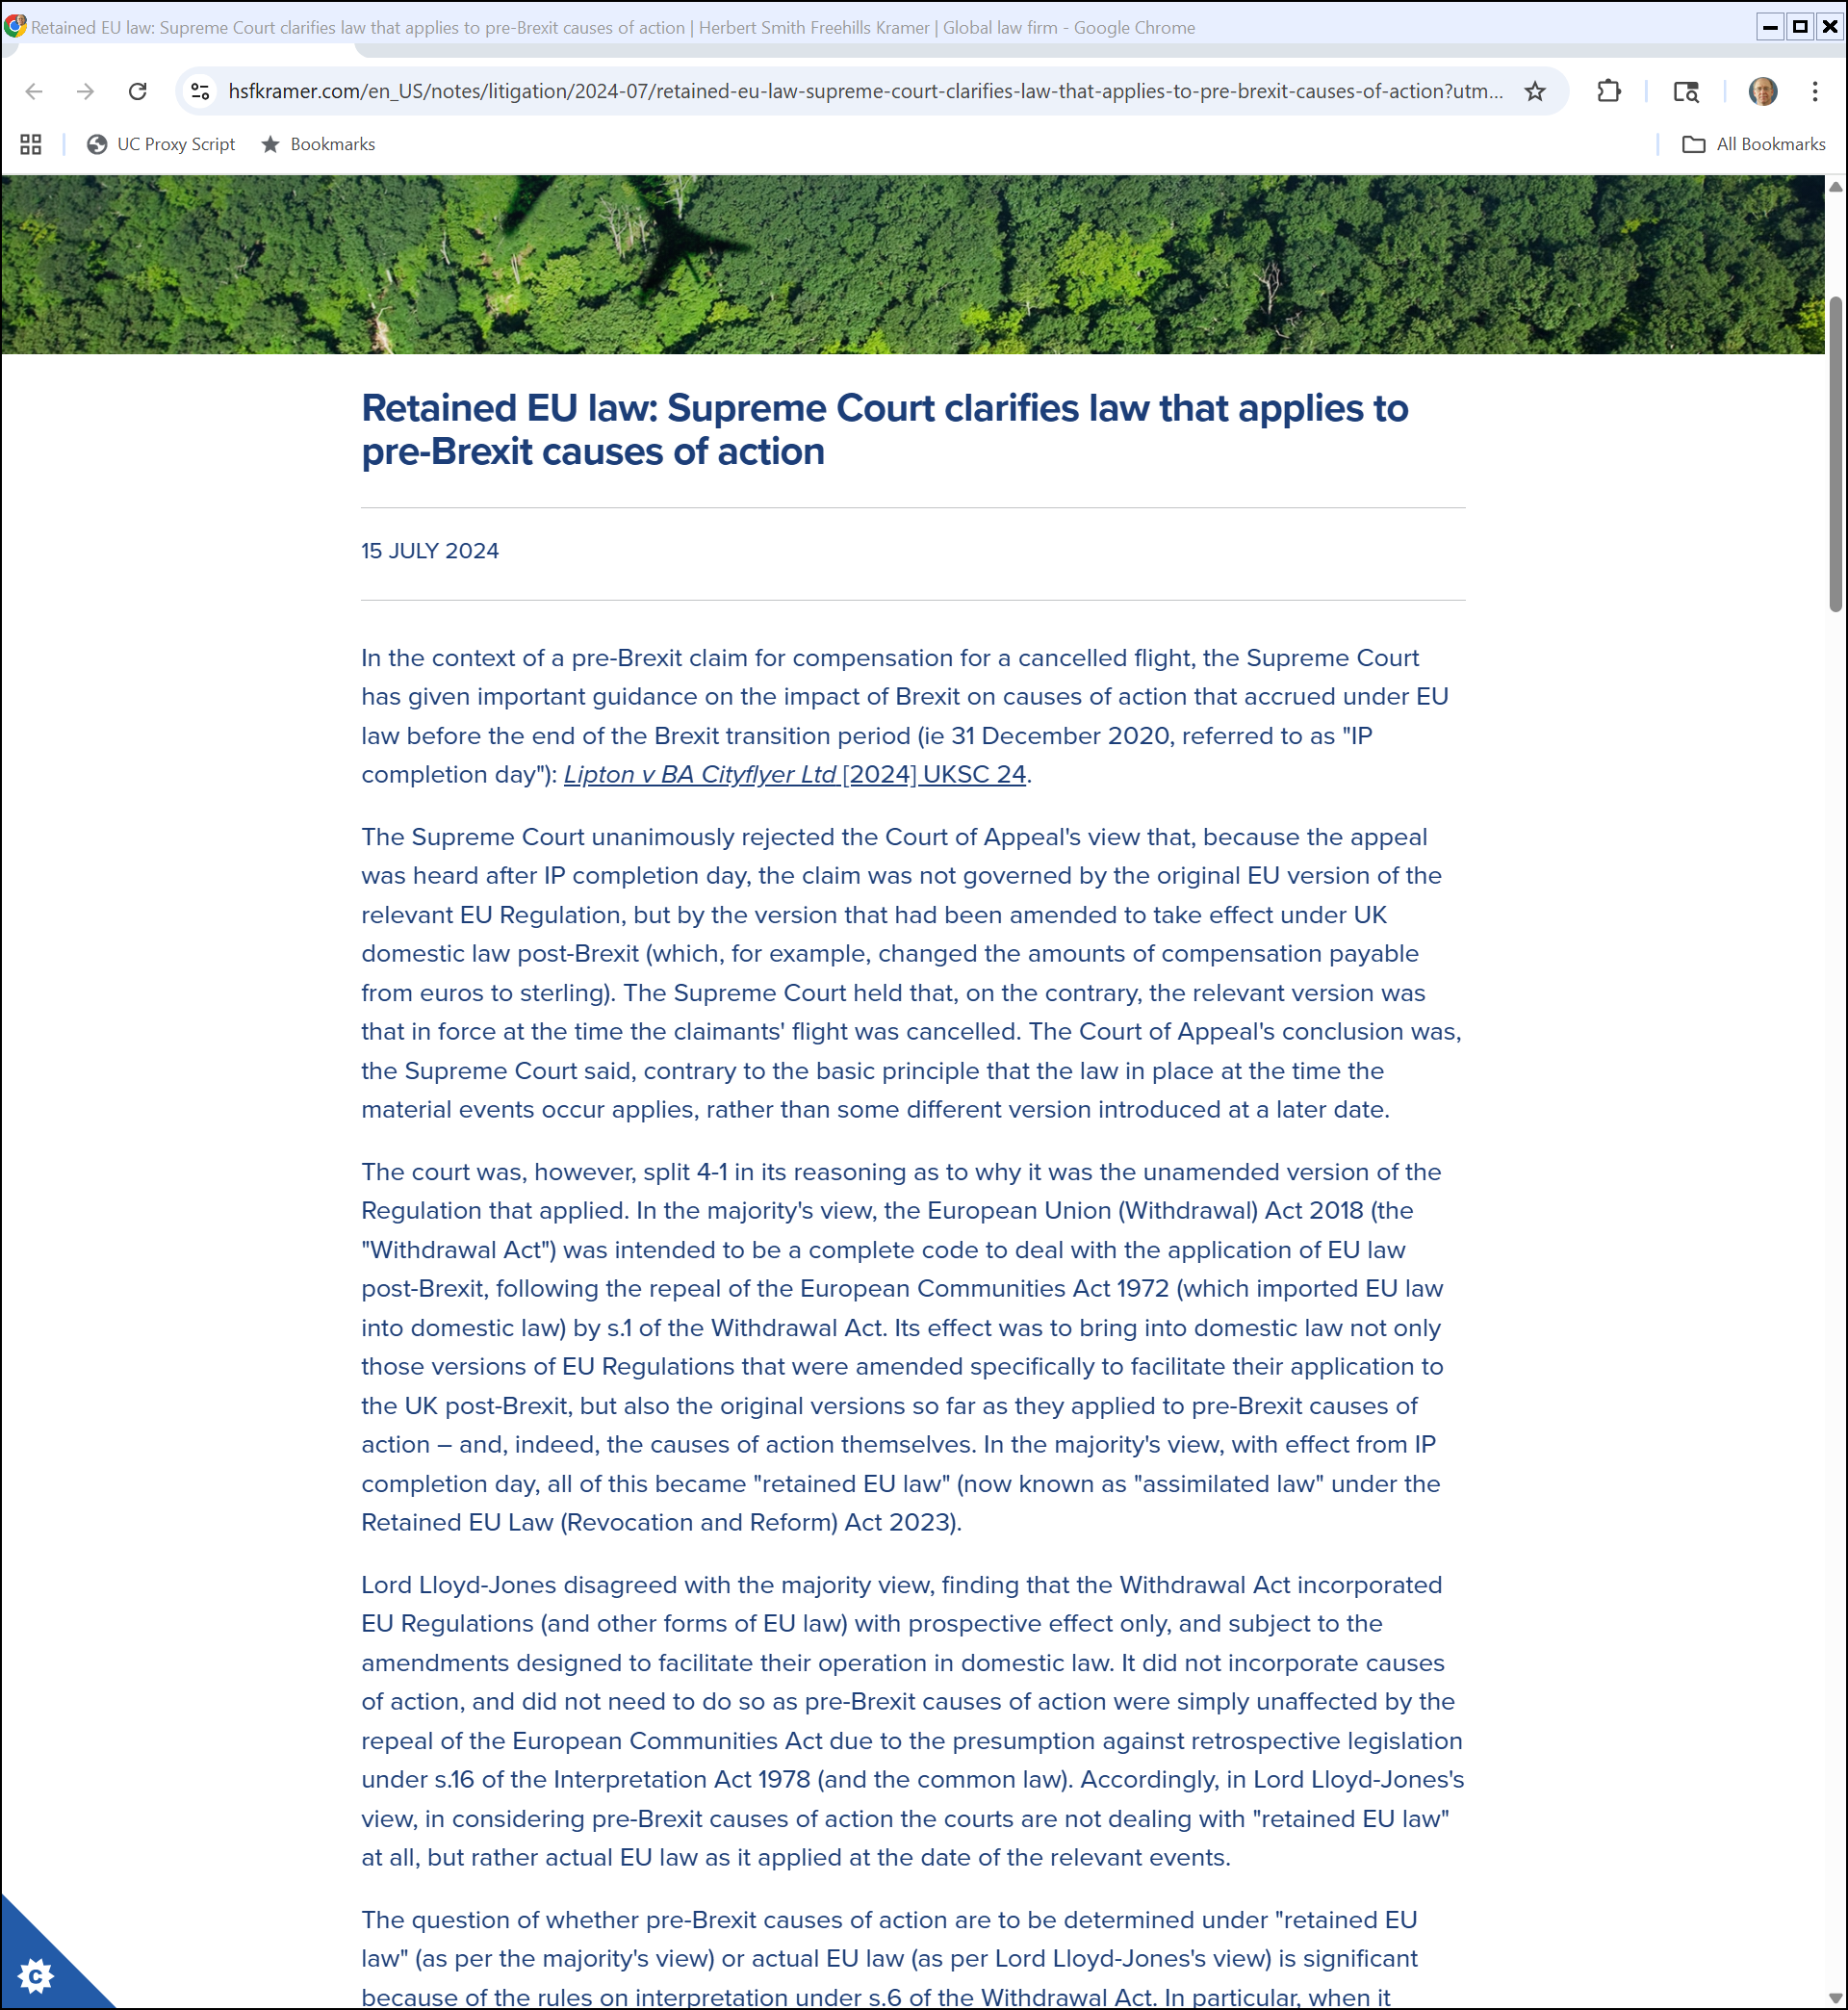 Retained EU law: Supreme Court clarifies law that applies to pre-Brexit causes of action | Herbert Smith Freehills Kramer | Global law firm - Google Chrome
hsfkramer.com/en_US/notes/litigation/2024-07/retained-eu-law-supreme-court-clarifies-law-that-applies-to-pre-brexit-causes-of-action?utm...
UC Proxy Script
Bookmarks
All Bookmarks
Retained EU law: Supreme Court clarifies law that applies to
pre-Brexit causes of action
15 JULY 2024
In the context of a pre-Brexit claim for compensation for a cancelled flight, the Supreme Court
has given important guidance on the impact of Brexit on causes of action that accrued under EU
law before the end of the Brexit transition period (ie 31 December 2020, referred to as "IP
completion day"): Lipton v BA Cityflyer Ltd [2024] UKSC 24.
The Supreme Court unanimously rejected the Court of Appeal's view that, because the appeal
was heard after IP completion day, the claim was not governed by the original EU version of the
relevant EU Regulation, but by the version that had been amended to take effect under UK
domestic law post-Brexit (which, for example, changed the amounts of compensation payable
from euros to sterling). The Supreme Court held that, on the contrary, the relevant version was
that in force at the time the claimants' flight was cancelled. The Court of Appeal's conclusion was,
the Supreme Court said, contrary to the basic principle that the law in place at the time the
material events occur applies, rather than some different version introduced at a later date.
The court was, however, split 4-1 in its reasoning as to why it was the unamended version of the
Regulation that applied. In the majority's view, the European Union (Withdrawal) Act 2018 (the
"Withdrawal Act") was intended to be a complete code to deal with the application of EU law
post-Brexit, following the repeal of the European Communities Act 1972 (which imported EU law
into domestic law) by s.1 of the Withdrawal Act. Its effect was to bring into domestic law not only
those versions of EU Regulations that were amended specifically to facilitate their application to
the UK post-Brexit, but also the original versions so far as they applied to pre-Brexit causes of
action – and, indeed, the causes of action themselves. In the majority's view, with effect from IP
completion day, all of this became "retained EU law" (now known as "assimilated law" under the
Retained EU Law (Revocation and Reform) Act 2023).
Lord Lloyd-Jones disagreed with the majority view, finding that the Withdrawal Act incorporated
EU Regulations (and other forms of EU law) with prospective effect only, and subject to the
amendments designed to facilitate their operation in domestic law. It did not incorporate causes
of action, and did not need to do so as pre-Brexit causes of action were simply unaffected by the
repeal of the European Communities Act due to the presumption against retrospective legislation
under s.16 of the Interpretation Act 1978 (and the common law). Accordingly, in Lord Lloyd-Jones's
view, in considering pre-Brexit causes of action the courts are not dealing with "retained EU law"
at all, but rather actual EU law as it applied at the date of the relevant events.
The question of whether pre-Brexit causes of action are to be determined under "retained EU
law" (as per the majority's view) or actual EU law (as per Lord Lloyd-Jones's view) is significant
because of the rules on interpretation under s.6 of the Withdrawal Act. In particular, when it
C